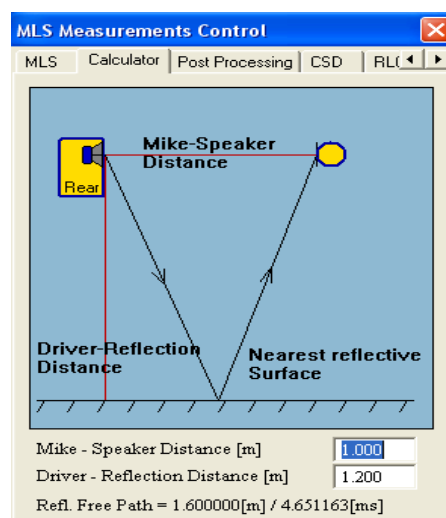 MLS Measurements Control
MLS Calculator Post Processing CSD
Mike-Speaker
Distance
Rear
Driver-Reflection
Distance
Nearest reflective
Surface
Mike - Speaker Distance [m] 1.000
Driver - Reflection Distance [m] 1.200
Refl. Free Path = 1.600000[m] / 4.651163[ms]